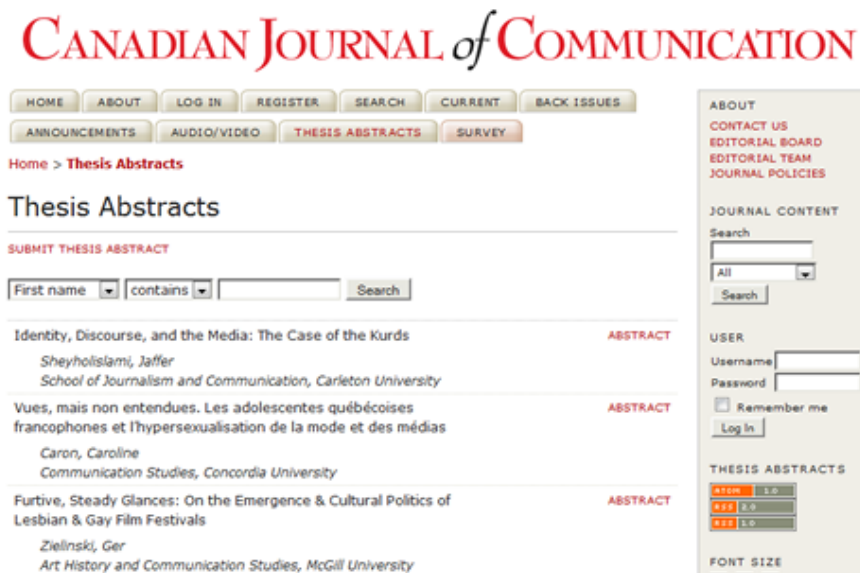 CANADIAN JOURNAL of COMMUNICATION
HOME ABOUT LOG IN REGISTER SEARCH CURRENT BACK ISSUES
ANNOUNCEMENTS AUDIO/VIDEO THESIS ABSTRACTS SURVEY
Home > Thesis Abstracts
Thesis Abstracts
SUBMIT THESIS ABSTRACT
First name contains Search
Identity, Discourse, and the Media: The Case of the Kurds ABSTRACT
Sheyholislami, Jaffer
School of Journalism and Communication, Carleton University
Vues, mais non entendues. Les adolescentes québécoises ABSTRACT
francophones et l'hypersexualisation de la mode et des médias
Caron, Caroline
Communication Studies, Concordia University
Furtive, Steady Glances: On the Emergence & Cultural Politics of ABSTRACT
Lesbian & Gay Film Festivals
Zielinski, Ger
Art History and Communication Studies, McGill University
ABOUT
CONTACT US
EDITORIAL BOARD
EDITORIAL TEAM
JOURNAL POLICIES
JOURNAL CONTENT
Search
All
Search
USER
Username
Password
Remember me
Log In
THESIS ABSTRACTS
ATOM 1.0
RSS 2.0
RSS 1.0
FONT SIZE